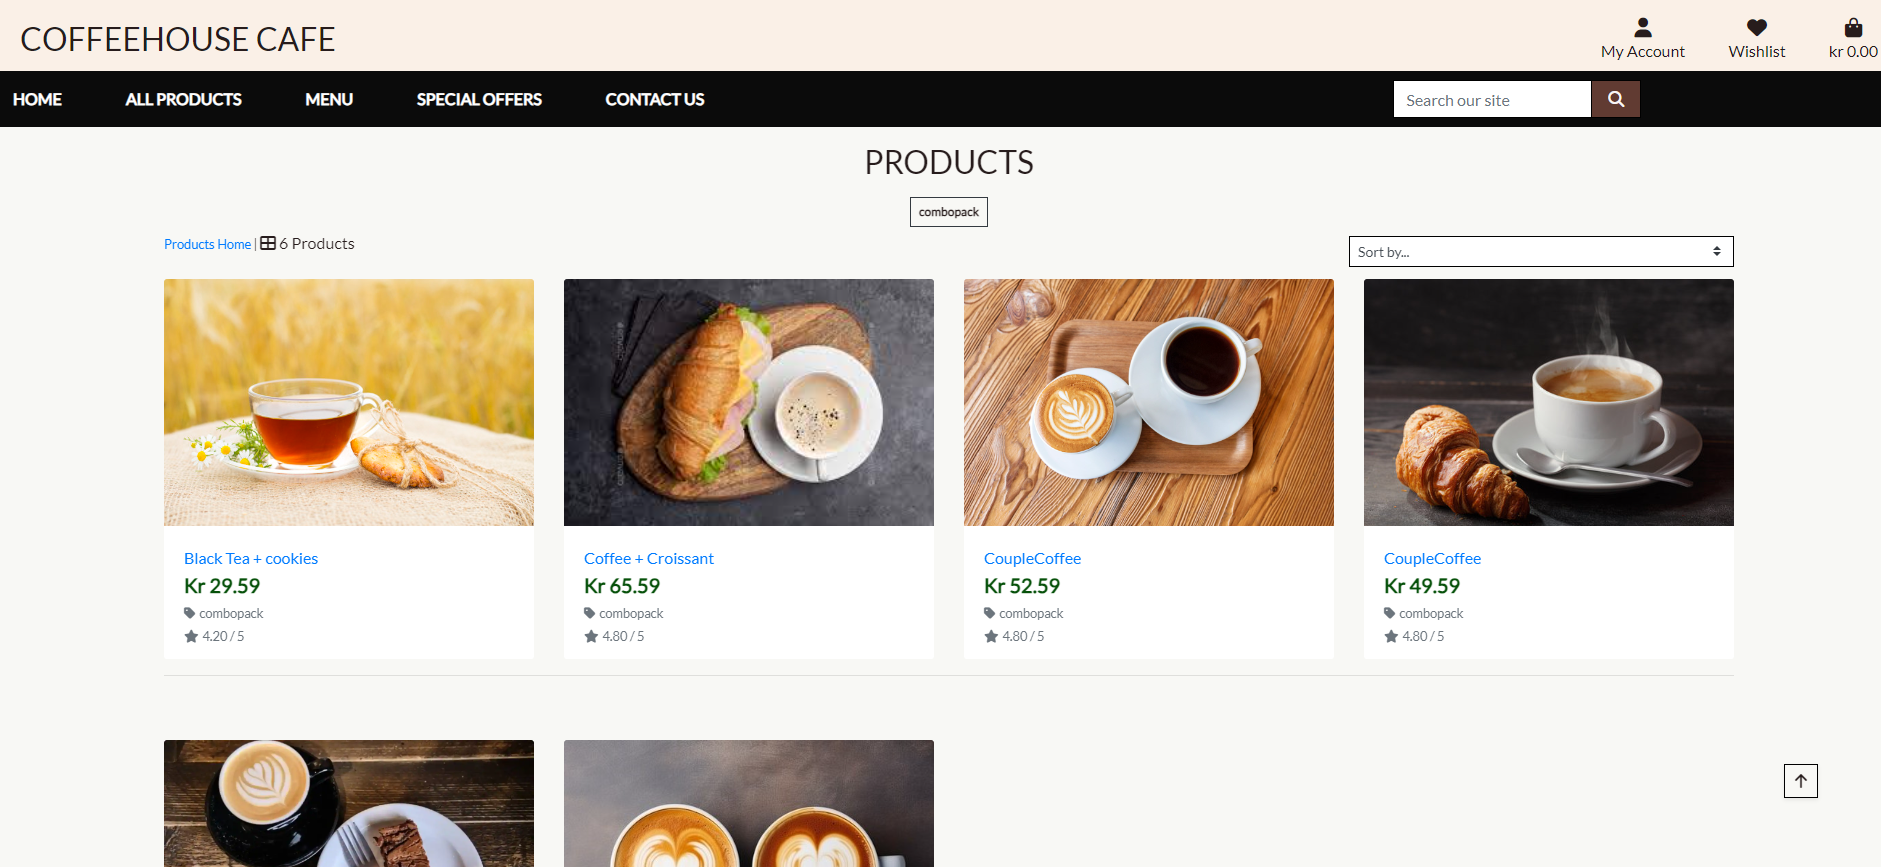 COFFEEHOUSE CAFE
My Account
Wishlist
kr 0.00
HOME
ALL PRODUCTS
MENU
SPECIAL OFFERS
CONTACT US
Search our site
PRODUCTS
combopack
Products Home | 6 Products
Sort by...
Black Tea + cookies
Kr 29.59
combopack
4.20 / 5
Coffee + Croissant
Kr 65.59
combopack
4.80 / 5
CoupleCoffee
Kr 52.59
combopack
4.80 / 5
CoupleCoffee
Kr 49.59
combopack
4.80 / 5